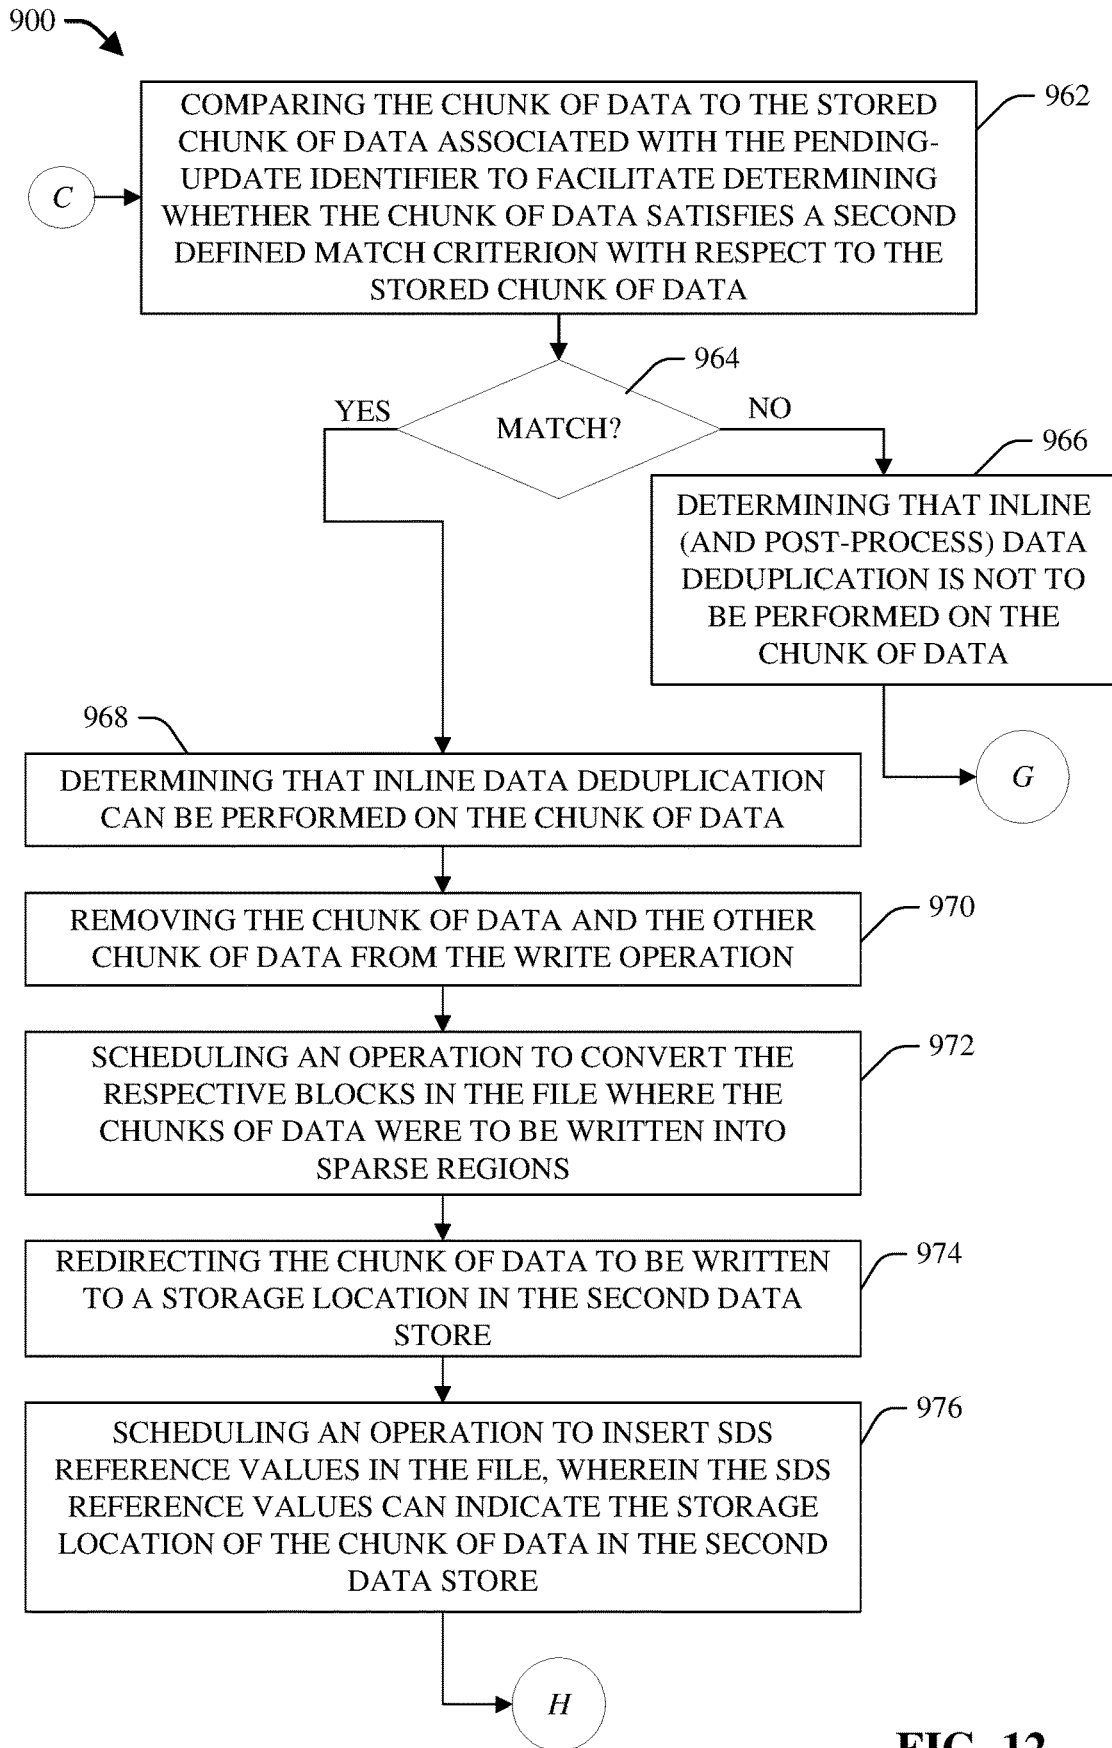 900
COMPARING THE CHUNK OF DATA TO THE STORED
CHUNK OF DATA ASSOCIATED WITH THE PENDING-
UPDATE IDENTIFIER TO FACILITATE DETERMINING
WHETHER THE CHUNK OF DATA SATISFIES A SECOND
DEFINED MATCH CRITERION WITH RESPECT TO THE
STORED CHUNK OF DATA
962
C
964
MATCH?
YES
NO
966
DETERMINING THAT INLINE
(AND POST-PROCESS) DATA
DEDUPLICATION IS NOT TO
BE PERFORMED ON THE
CHUNK OF DATA
G
968
DETERMINING THAT INLINE DATA DEDUPLICATION
CAN BE PERFORMED ON THE CHUNK OF DATA
REMOVING THE CHUNK OF DATA AND THE OTHER
CHUNK OF DATA FROM THE WRITE OPERATION
970
SCHEDULING AN OPERATION TO CONVERT THE
RESPECTIVE BLOCKS IN THE FILE WHERE THE
CHUNKS OF DATA WERE TO BE WRITTEN INTO
SPARSE REGIONS
972
REDIRECTING THE CHUNK OF DATA TO BE WRITTEN
TO A STORAGE LOCATION IN THE SECOND DATA
STORE
974
SCHEDULING AN OPERATION TO INSERT SDS
REFERENCE VALUES IN THE FILE, WHEREIN THE SDS
REFERENCE VALUES CAN INDICATE THE STORAGE
LOCATION OF THE CHUNK OF DATA IN THE SECOND
DATA STORE
976
H
FIG. 12